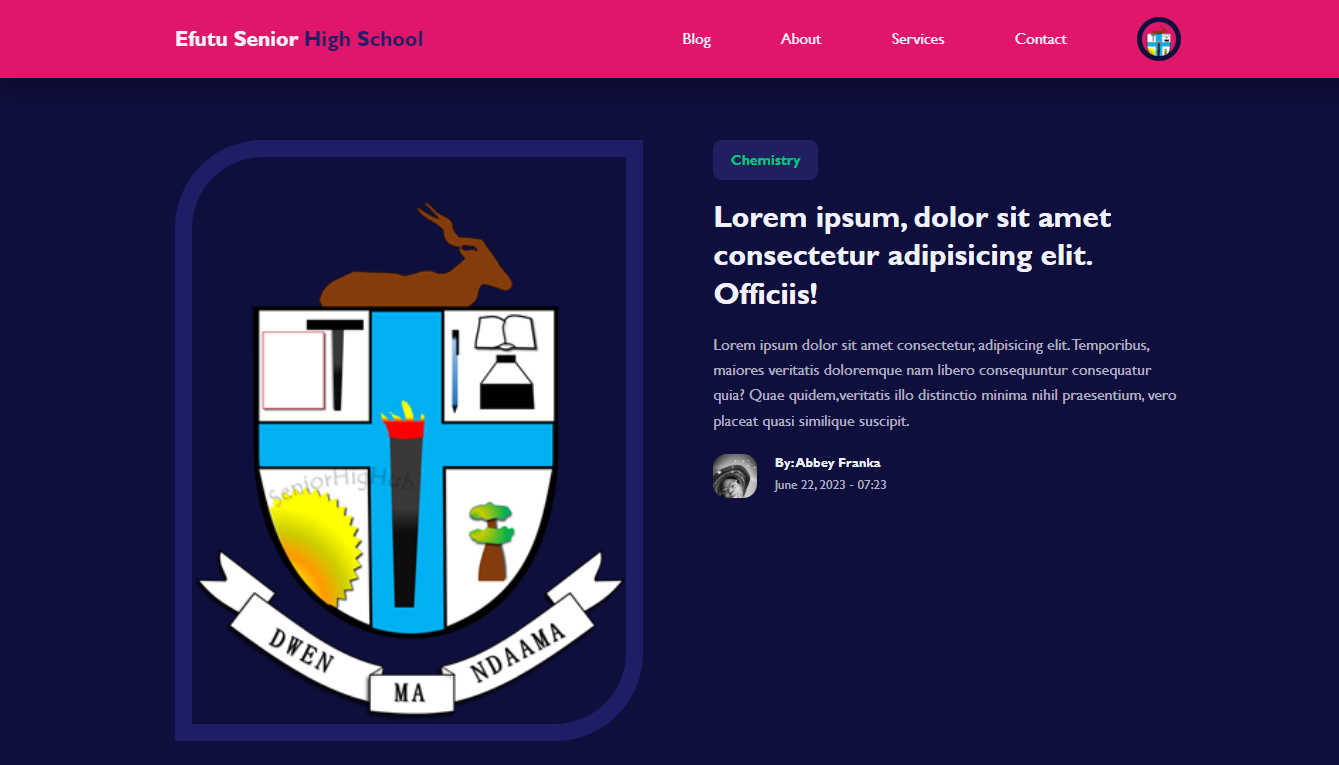 Efutu Senior High School
Blog
About
Services
Contact
Chemistry
Lorem ipsum, dolor sit amet
consectetur adipisicing elit.
Officiis!
Lorem ipsum dolor sit amet consectetur, adipisicing elit. Temporibus,
maiores veritatis doloremque nam libero consequuntur consequatur
quia? Quae quidem,veritatis illo distinctio minima nihil praesentium, vero
placeat quasi similique suscipit.
By: Abbey Franka
June 22, 2023 - 07:23
SeniorHigHub
DWEN
MA
NDAAMA